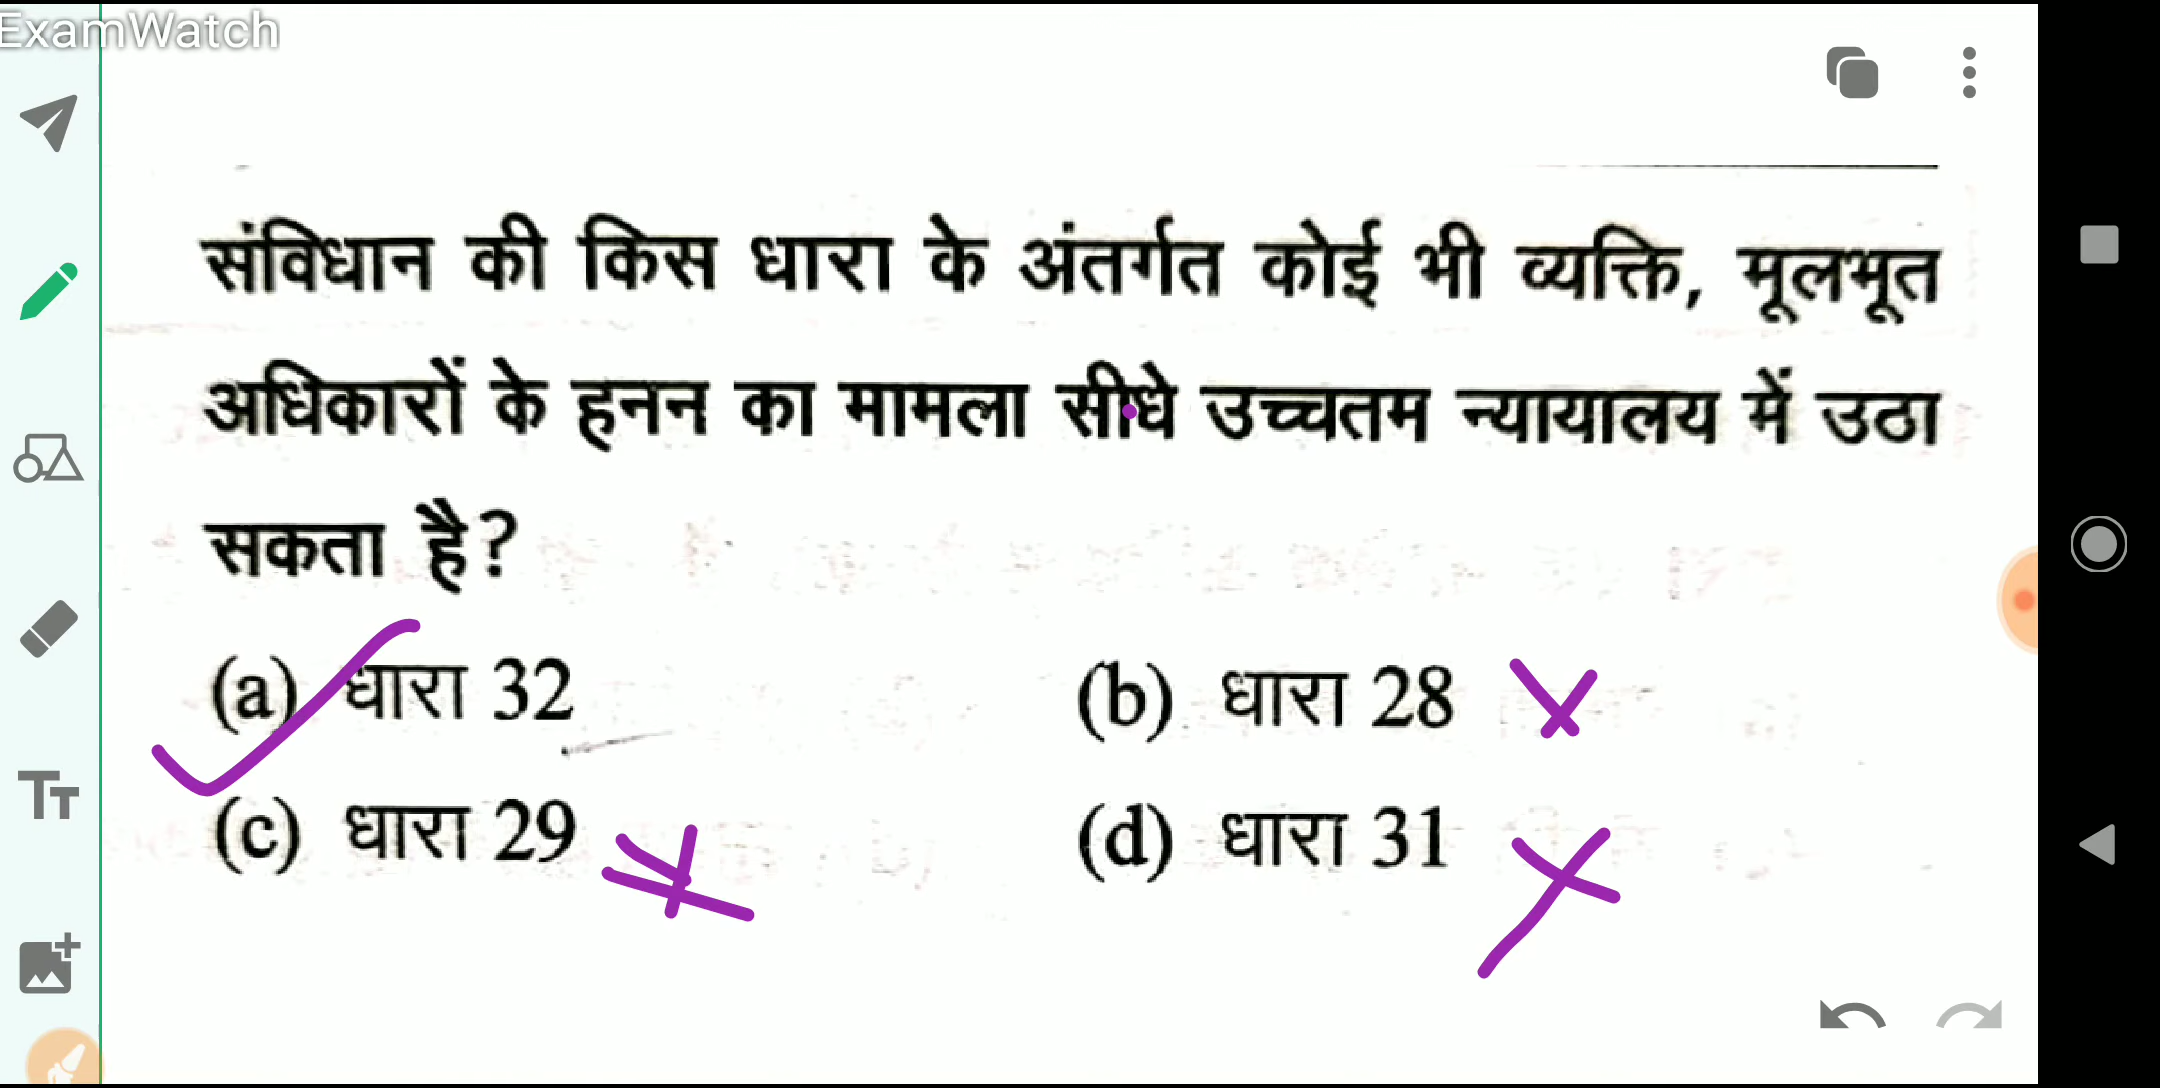 ExamWatch
संविधान की किस धारा के अंतर्गत कोई भी व्यक्ति, मूलभूत
अधिकारों के हनन का मामला सीधे उच्चतम न्यायालय में उठा
सकता है?
(a) धारा 32 (b) धारा 28
(c) धारा 29 (d) धारा 31